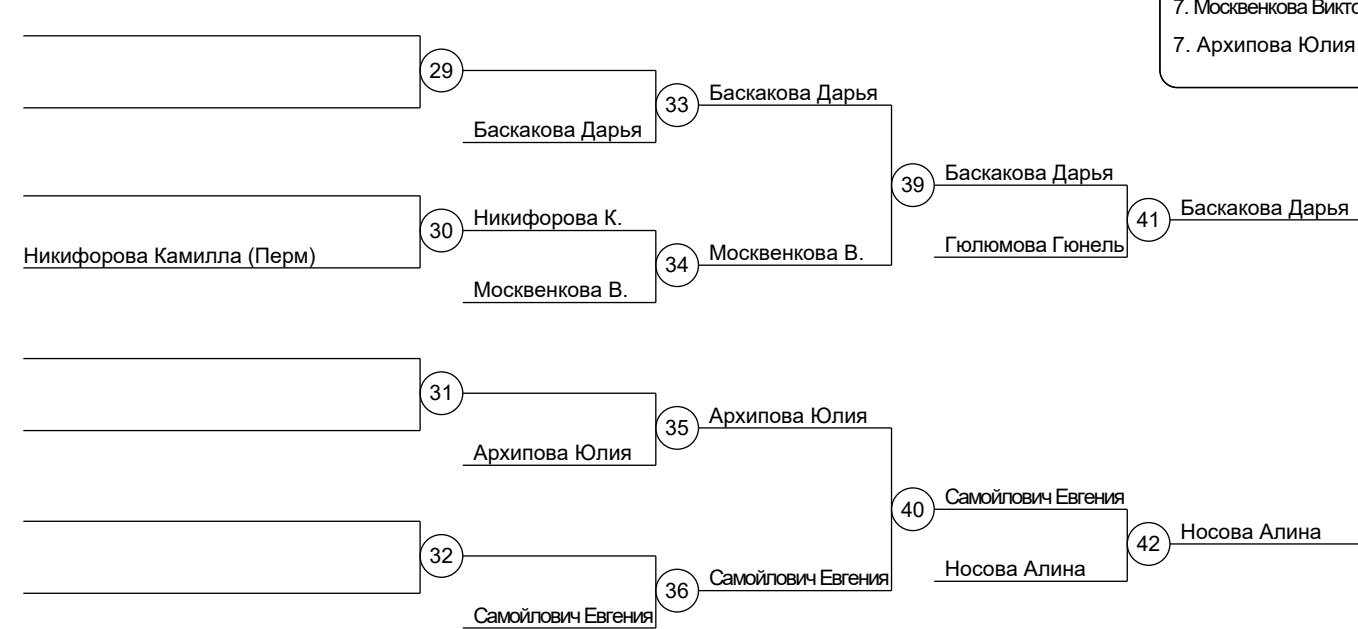 7. Москвенкова Викто
7. Архипова Юлия
29
33
Баскакова Дарья
Баскакова Дарья
39
Баскакова Дарья
41
Баскакова Дарья
30
Никифорова К.
Гюлюмова Гюнель
Никифорова Камилла (Перм)
34
Москвенкова В.
Москвенкова В.
31
35
Архипова Юлия
Архипова Юлия
40
Самойлович Евгения
42
Носова Алина
32
Носова Алина
36
Самойлович Евгения
Самойлович Евгения